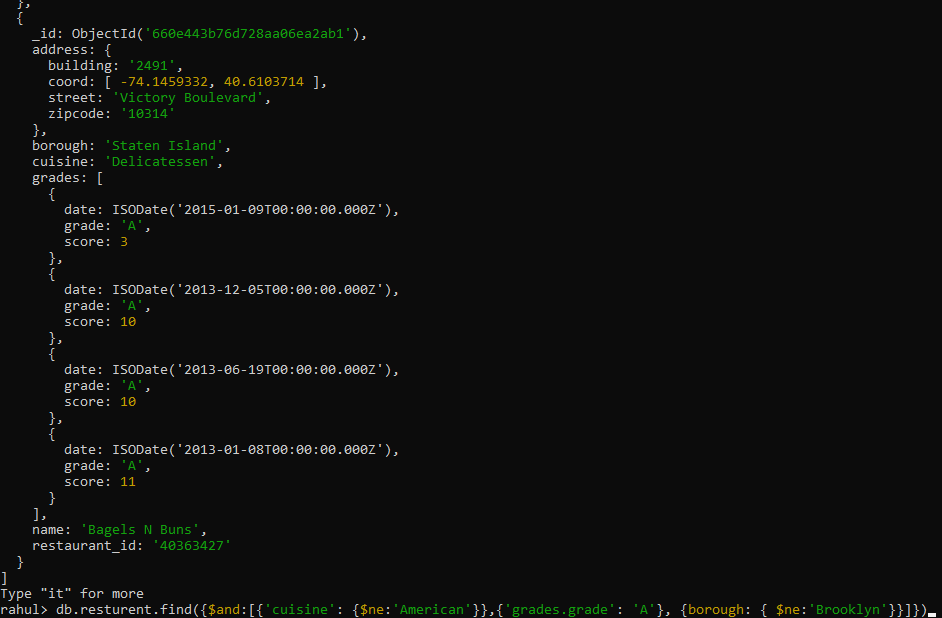 },
{
_id: ObjectId('660e443b76d728aa06ea2ab1'),
address: {
building: '2491',
coord: [ -74.1459332, 40.6103714 ],
street: 'Victory Boulevard',
zipcode: '10314'
},
borough: 'Staten Island',
cuisine: 'Delicatessen',
grades: [
{
date: ISODate('2015-01-09T00:00:00.000Z'),
grade: 'A',
score: 3
},
{
date: ISODate('2013-12-05T00:00:00.000Z'),
grade: 'A',
score: 10
},
{
date: ISODate('2013-06-19T00:00:00.000Z'),
grade: 'A',
score: 10
},
{
date: ISODate('2013-01-08T00:00:00.000Z'),
grade: 'A',
score: 11
}
],
name: 'Bagels N Buns',
restaurant_id: '40363427'
}
]
Type "it" for more
rahul> db.resturent.find({$and:[{'cuisine': {$ne:'American'}},{'grades.grade': 'A'}, {borough: { $ne:'Brooklyn'}}]})